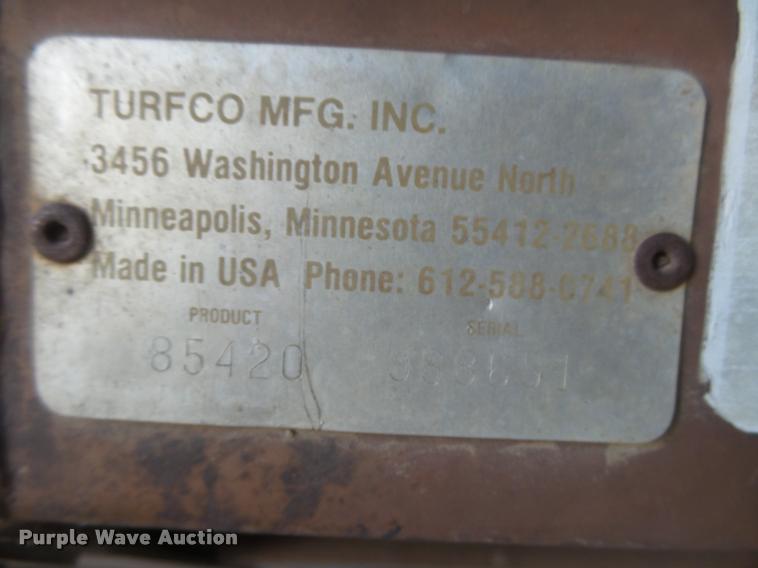 TURFCO MFG. INC.
3456 Washington Avenue North
Minneapolis, Minnesota 55412-2688
Made in USA Phone: 612-588-0741
PRODUCT SERIAL
85420
Purple Wave Auction